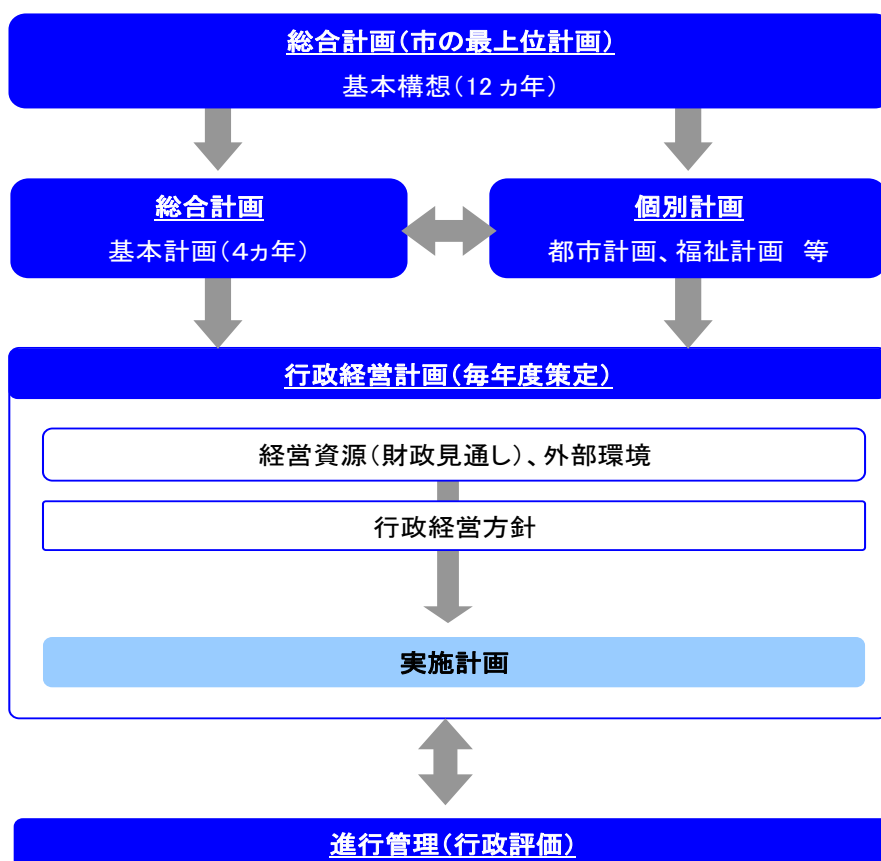 総合計画(市の最上位計画)
基本構想(12ヵ年)
総合計画
基本計画(4ヵ年)
個別計画
都市計画、福祉計画　等
行政経営計画(毎年度策定)
経営資源(財政見通し)、外部環境
行政経営方針
実施計画
進行管理(行政評価)